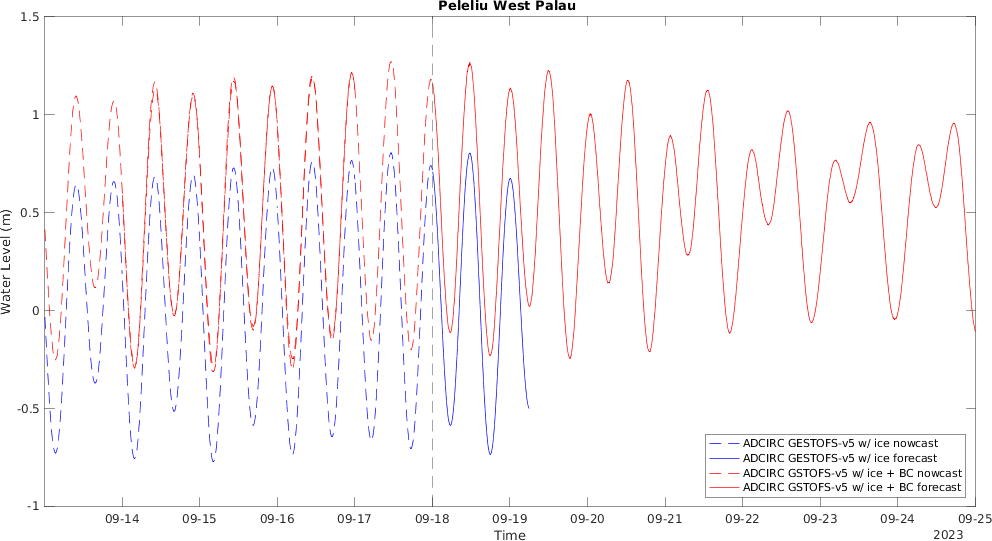 Peleliu West Palau
1.5
1
0.5
0
-0.5
-1
Water Level (m)
ADCIRC GESTOFS-v5 w/ ice nowcast
ADCIRC GESTOFS-v5 w/ ice forecast
ADCIRC GSTOFS-v5 w/ ice + BC nowcast
ADCIRC GSTOFS-v5 w/ ice + BC forecast
09-14 09-15 09-16 09-17 09-18 09-19 09-20 09-21 09-22 09-23 09-24 09-25
Time
2023